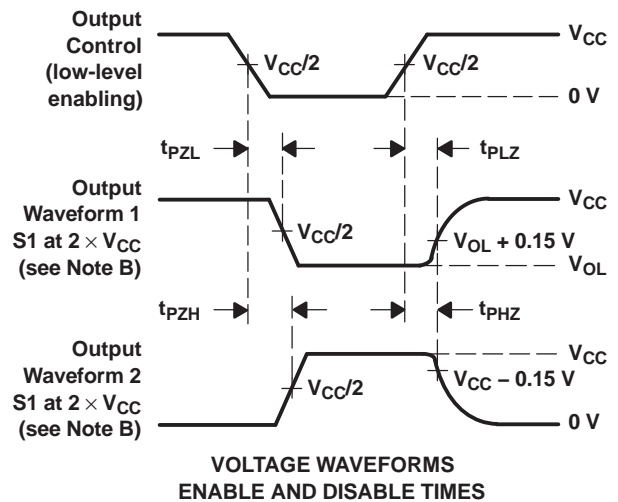 Output
Control
(low-level
enabling)
VCC/2
VCC/2
VCC
0 V
tPZL
tPLZ
Output
Waveform 1
S1 at 2 × VCC
(see Note B)
VCC/2
VCC
VOL + 0.15 V
VOL
tPZH
tPHZ
Output
Waveform 2
S1 at 2 × VCC
(see Note B)
VCC/2
VCC
VCC − 0.15 V
0 V
VOLTAGE WAVEFORMS
ENABLE AND DISABLE TIMES